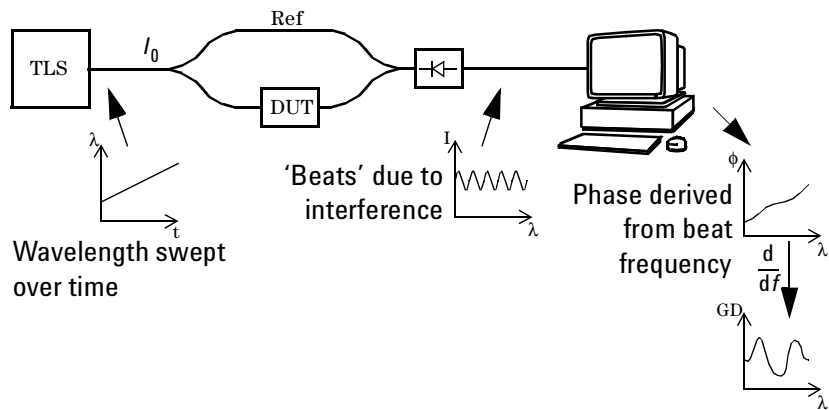 Ref
I₀
TLS
DUT
λ
t
Wavelength swept
over time
'Beats' due to
interference
I
λ
Phase derived
from beat
frequency
ϕ
λ
d
df
GD
λ